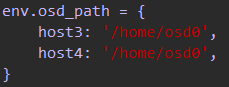 env.osd_path = {
    host3: '/home/osd0',
    host4: '/home/osd0',
}